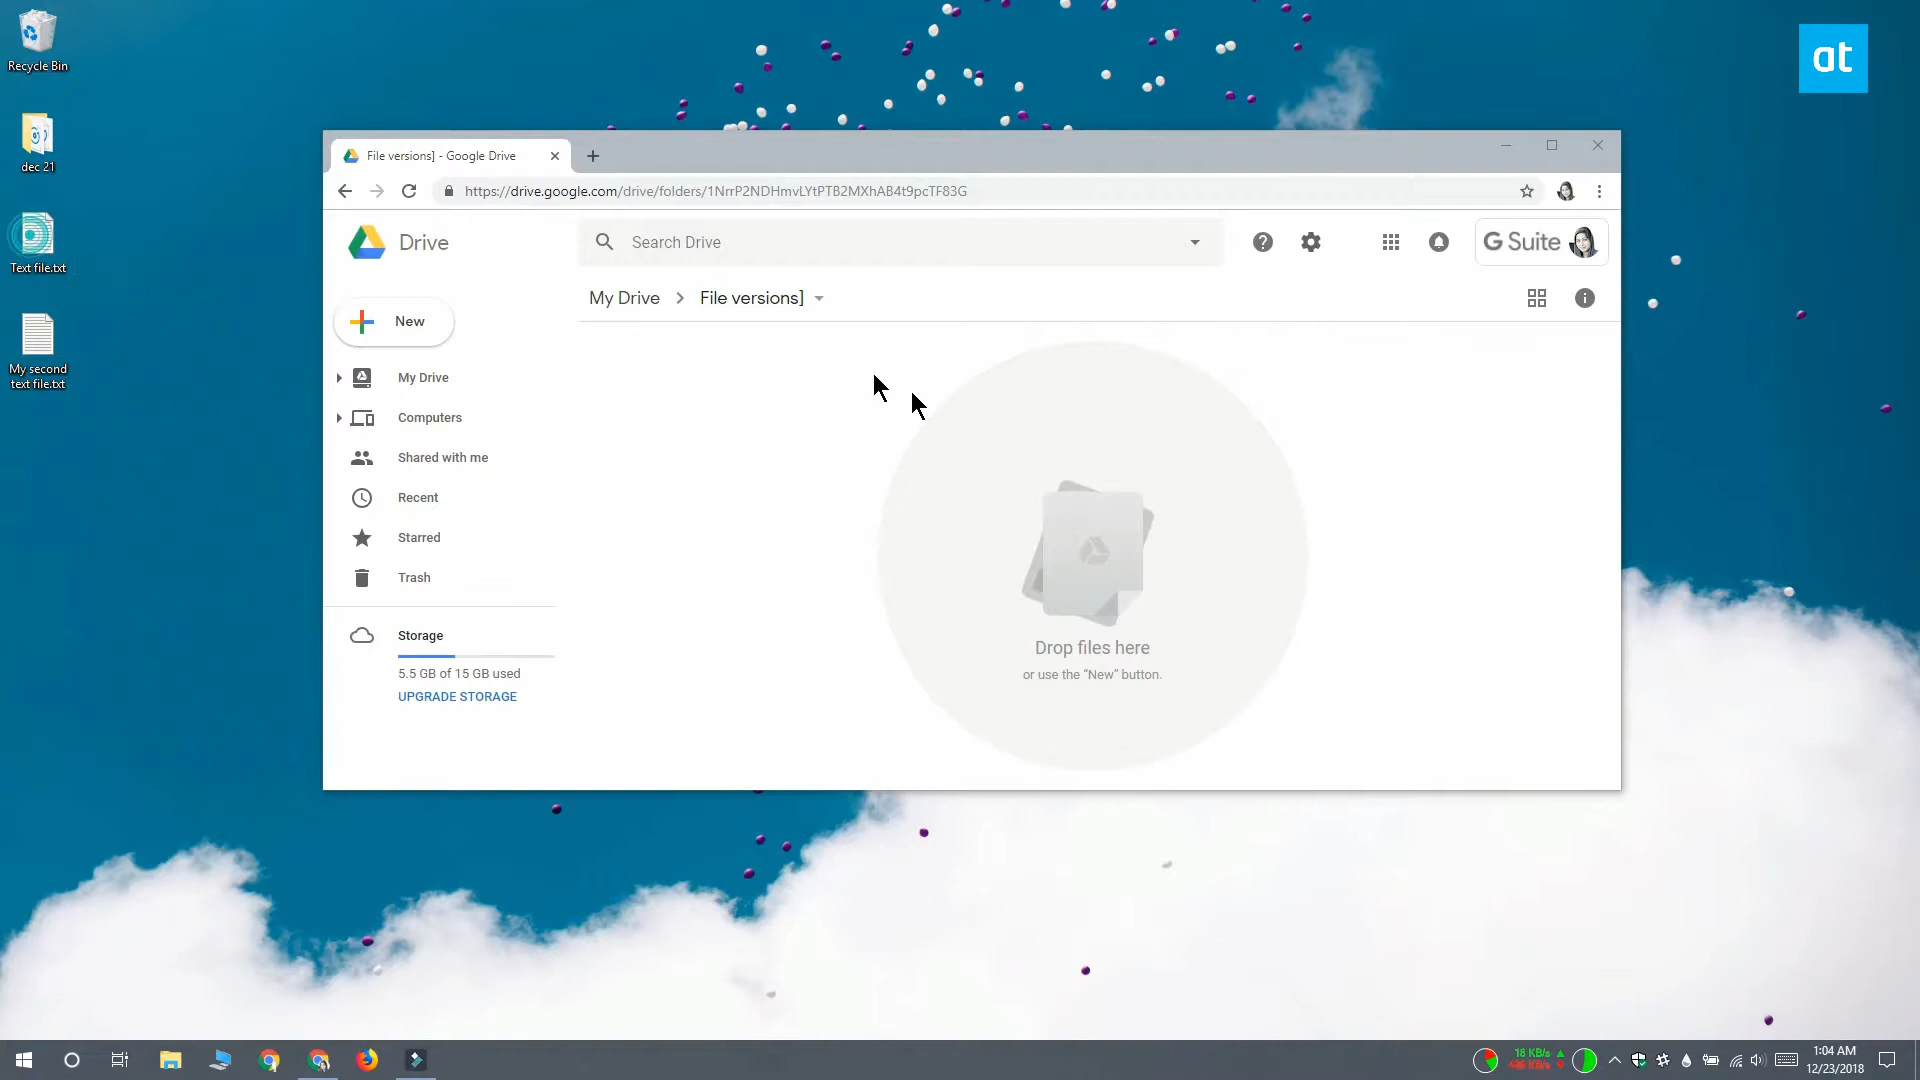 Recycle Bin
dec 21
Text file.txt
My second
text file.txt
at
File versions] - Google Drive
https://drive.google.com/drive/folders/1NrrP2NDHmvLYtPTB2MXhAB4t9pcTF83G
Drive
Search Drive
G Suite
My Drive
File versions]
New
My Drive
Computers
Shared with me
Recent
Starred
Trash
Storage
5.5 GB of 15 GB used
UPGRADE STORAGE
Drop files here
or use the “New” button.
18 KB/s
1:04 AM
12/23/2018